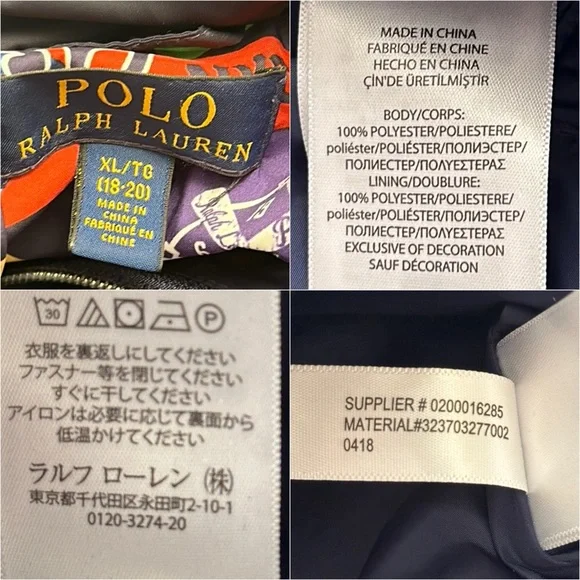 POLO
RALPH LAUREN
XL/TG
(18-20)
MADE IN
CHINA
FABRIQUÉ EN
CHINE
MADE IN CHINA
FABRIQUÉ EN CHINE
HECHO EN CHINA
ÇIN'DE ÜRETİLMİŞTİR
BODY/CORPS:
100% POLYESTER/POLIESTERE/
poliéster/poliéster/ПОЛИЭСТЕР/
ПОЛИЕСТЕР/ΠΟΛΥΕΣΤΕΡΑΣ
LINING/DOUBLURE:
100% POLYESTER/POLIESTERE/
poliéster/poliéster/ПОЛИЭСТЕР/
ПОЛИЕСТЕР/ΠΟΛΥΕΣΤΕΡΑΣ
EXCLUSIVE OF DECORATION
SAUF DÉCORATION
30 P
衣服を裏返しにしてください
ファスナー等を閉じてください
すぐに干してください
アイロンは必要に応じて裏面から
低温かけてください
ラルフ ローレン (株)
東京都千代田区永田町2-10-1
0120-3274-20
SUPPLIER # 0200016285
MATERIAL#323703277002
0418